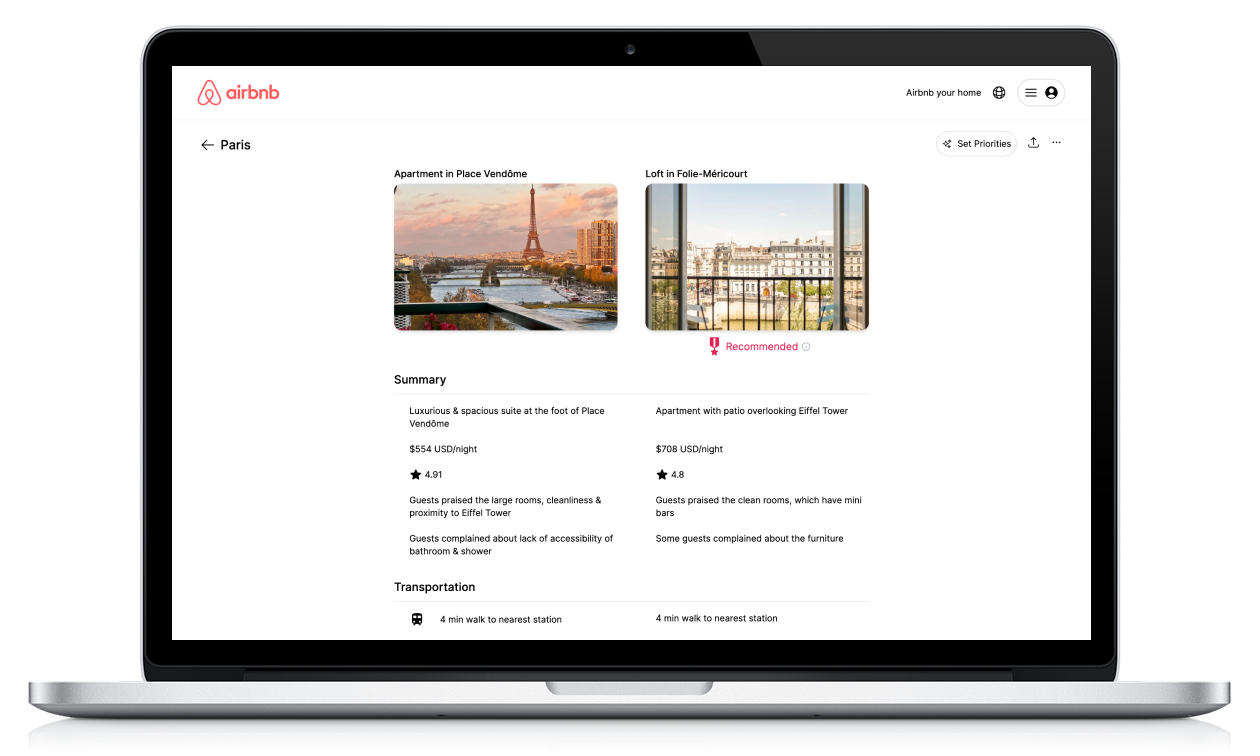 airbnb
Airbnb your home
Paris
Set Priorities
Apartment in Place Vendôme
Loft in Folie-Méricourt
Recommended
Summary
Luxurious & spacious suite at the foot of Place
Vendôme
Apartment with patio overlooking Eiffel Tower
$554 USD/night
$708 USD/night
4.91
4.8
Guests praised the large rooms, cleanliness &
proximity to Eiffel Tower
Guests praised the clean rooms, which have mini
bars
Guests complained about lack of accessibility of
bathroom & shower
Some guests complained about the furniture
Transportation
4 min walk to nearest station
4 min walk to nearest station